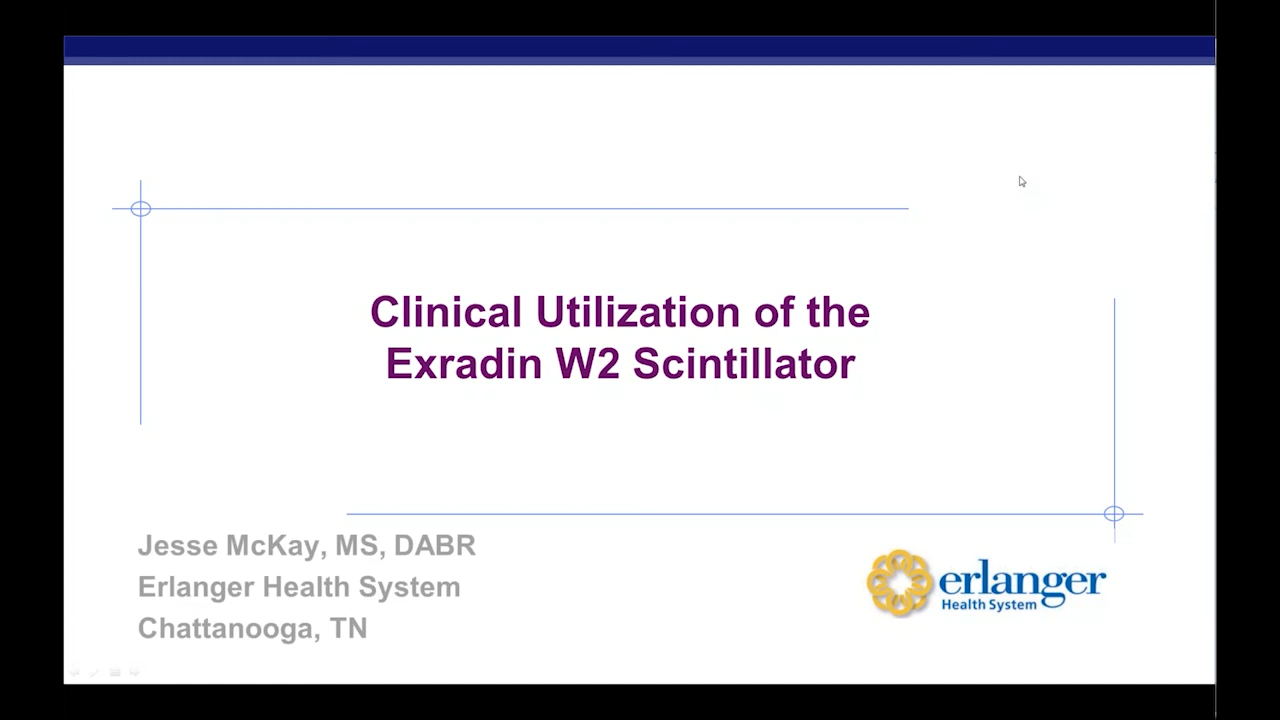 Clinical Utilization of the
Exradin W2 Scintillator
Jesse McKay, MS, DABR
Erlanger Health System
Chattanooga, TN
erlanger
Health System